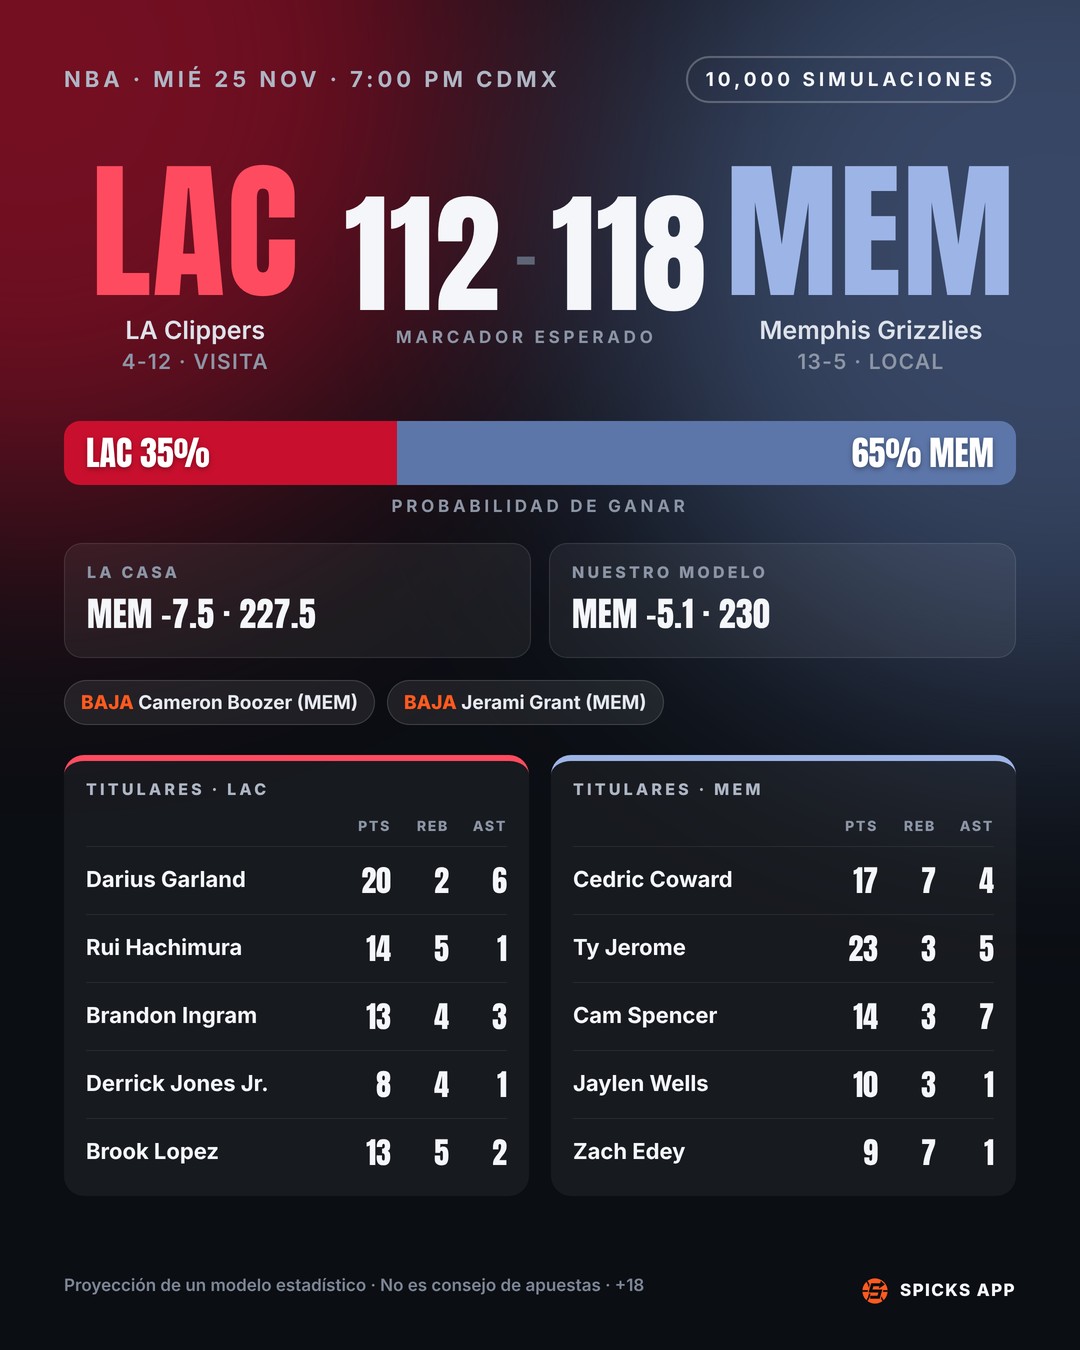 NBA · MIÉ 25 NOV · 7:00 PM CDMX
10,000 SIMULACIONES
LAC
112 - 118
MEM
LA Clippers
4-12 · VISITA
MARCADOR ESPERADO
Memphis Grizzlies
13-5 · LOCAL
LAC 35%
65% MEM
PROBABILIDAD DE GANAR
LA CASA
MEM -7.5 · 227.5
NUESTRO MODELO
MEM -5.1 · 230
BAJA Cameron Boozer (MEM)
BAJA Jerami Grant (MEM)
TITULARES · LAC
PTS REB AST
Darius Garland 20 2 6
Rui Hachimura 14 5 1
Brandon Ingram 13 4 3
Derrick Jones Jr. 8 4 1
Brook Lopez 13 5 2
TITULARES · MEM
PTS REB AST
Cedric Coward 17 7 4
Ty Jerome 23 3 5
Cam Spencer 14 3 7
Jaylen Wells 10 3 1
Zach Edey 9 7 1
Proyección de un modelo estadístico · No es consejo de apuestas · +18
SPICKS APP